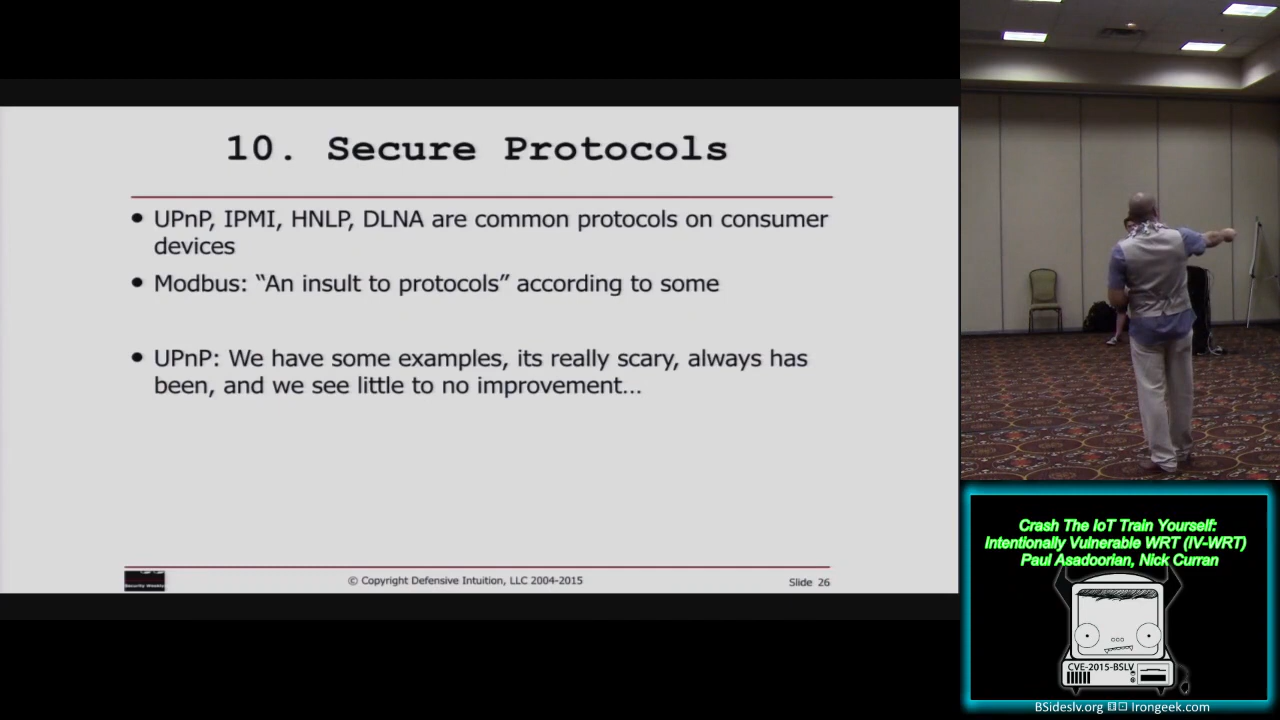 10. Secure Protocols
• UPnP, IPMI, HNLP, DLNA are common protocols on consumer
devices
• Modbus: “An insult to protocols” according to some
• UPnP: We have some examples, its really scary, always has
been, and we see little to no improvement…
Security Weekly
© Copyright Defensive Intuition, LLC 2004-2015
Slide 26
Crash The IoT Train Yourself:
Intentionally Vulnerable WRT (IV-WRT)
Paul Asadoorian, Nick Curran
CVE-2015-BSLV
BSideslv.org
Irongeek.com